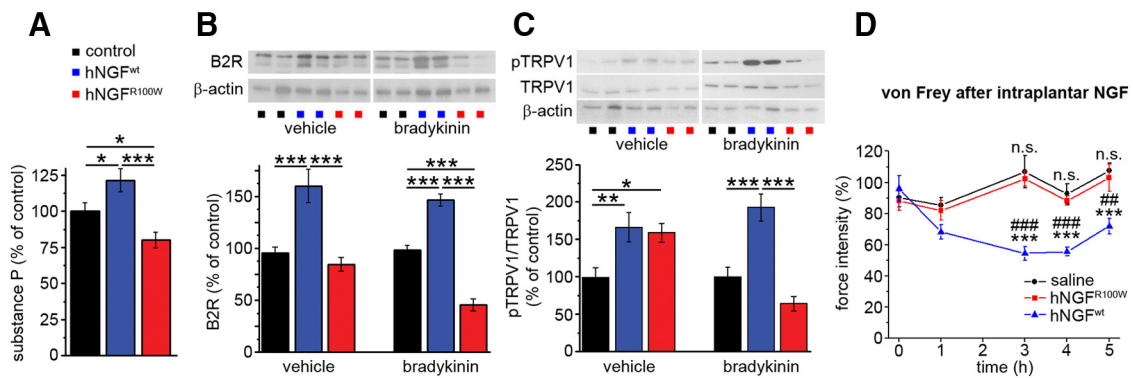 A
control
hNGFwt
hNGFR100W
*
* ***
substance P (% of control)
125
100
75
50
25
0
B
B2R
β-actin
vehicle bradykinin
*** ***
***
*** ***
B2R (% of control)
200
150
100
50
0
vehicle bradykinin
C
pTRPV1
TRPV1
β-actin
vehicle bradykinin
*
**
*** ***
pTRPV1/TRPV1
(% of control)
250
200
150
100
50
0
vehicle bradykinin
D
von Frey after intraplantar NGF
force intensity (%)
120
100
80
60
40
20
0
n.s.
n.s.
n.s.
###
***
###
***
##
***
saline
hNGFR100W
hNGFwt
0 1 2 3 4 5
time (h)